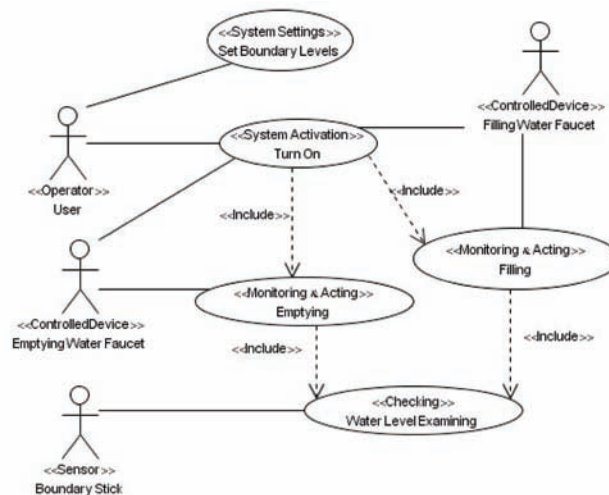 <<System Settings>>
Set Boundary Levels
<<ControlledDevice>>
Filling Water Faucet
<<System Activation>>
Turn On
<<Operator>>
User
<<Include>>
<<Include>>
<<Monitoring & Acting>>
Filling
<<Monitoring & Acting>>
Emptying
<<ControlledDevice>>
Emptying Water Faucet
<<Include>>
<<Include>>
<<Checking>>
Water Level Examining
<<Sensor>>
Boundary Stick